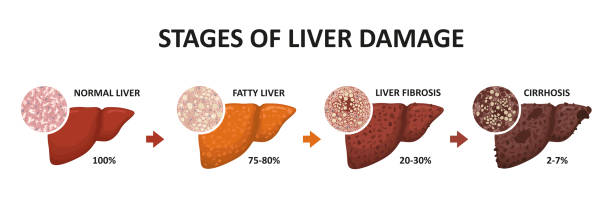 STAGES OF LIVER DAMAGE
NORMAL LIVER
100%
FATTY LIVER
75-80%
LIVER FIBROSIS
20-30%
CIRRHOSIS
2-7%